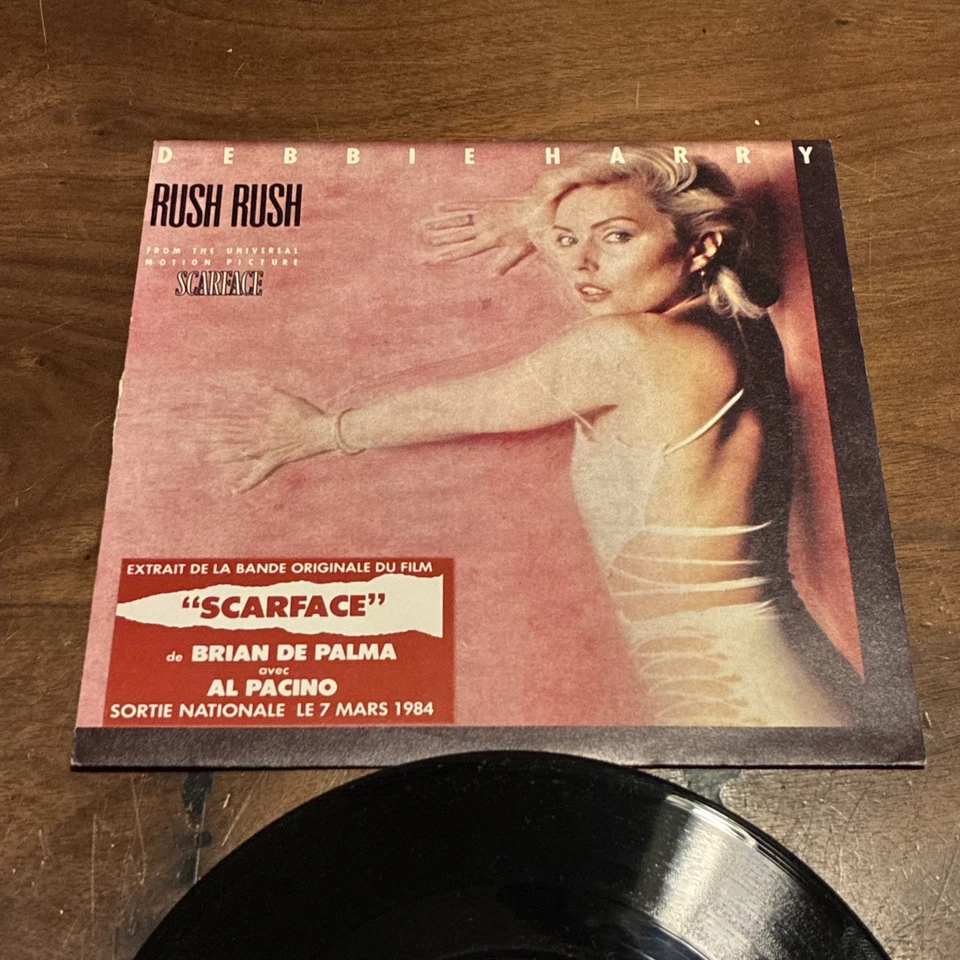 DEBBIE HARRY
RUSH RUSH
FROM THE UNIVERSAL
MOTION PICTURE
SCARFACE
EXTRAIT DE LA BANDE ORIGINALE DU FILM
“SCARFACE”
de BRIAN DE PALMA
avec
AL PACINO
SORTIE NATIONALE LE 7 MARS 1984